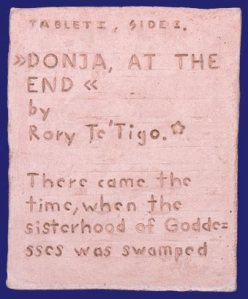 TABLET I, SIDE I.
»DONJA, AT THE
END «
by
Rory Te'Tigo.
There came the
time, when the
sisterhood of Godde=
sses was swamped